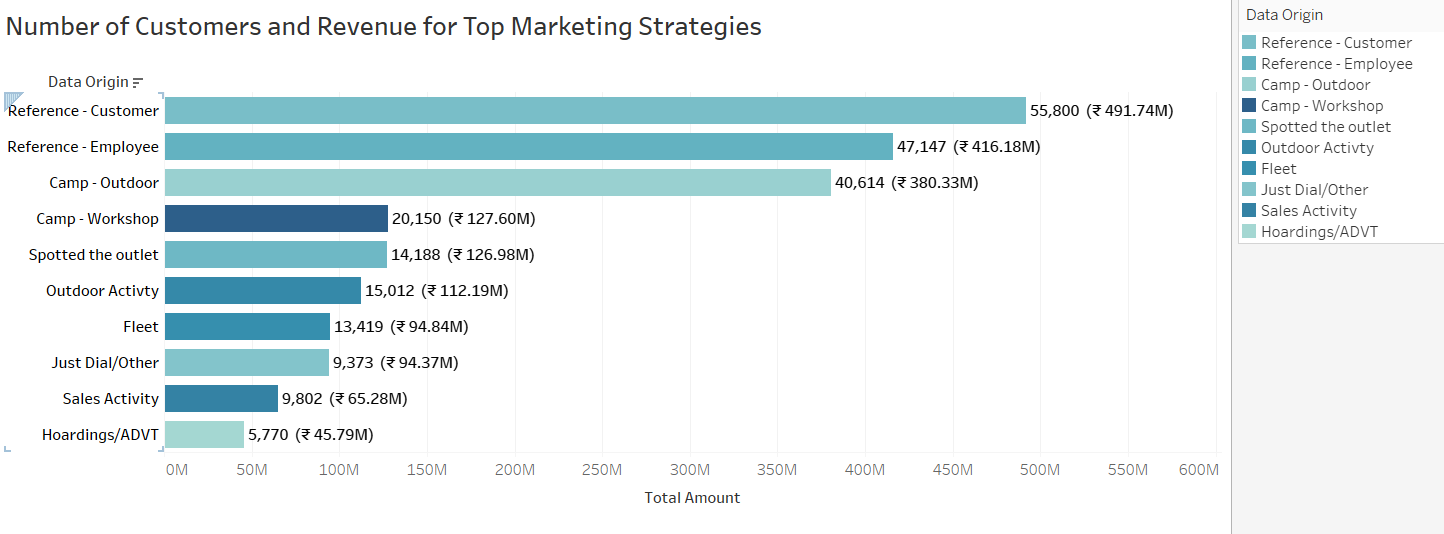 Number of Customers and Revenue for Top Marketing Strategies
Data Origin
Reference - Customer 55,800 (₹ 491.74M)
Reference - Employee 47,147 (₹ 416.18M)
Camp - Outdoor 40,614 (₹ 380.33M)
Camp - Workshop 20,150 (₹ 127.60M)
Spotted the outlet 14,188 (₹ 126.98M)
Outdoor Activty 15,012 (₹ 112.19M)
Fleet 13,419 (₹ 94.84M)
Just Dial/Other 9,373 (₹ 94.37M)
Sales Activity 9,802 (₹ 65.28M)
Hoardings/ADVT 5,770 (₹ 45.79M)
0M 50M 100M 150M 200M 250M 300M 350M 400M 450M 500M 550M 600M
Total Amount
Data Origin
Reference - Customer
Reference - Employee
Camp - Outdoor
Camp - Workshop
Spotted the outlet
Outdoor Activty
Fleet
Just Dial/Other
Sales Activity
Hoardings/ADVT